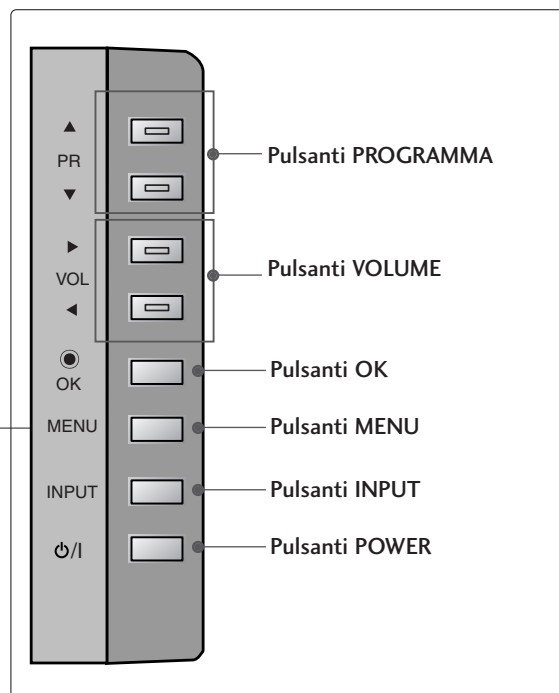 ▲
PR
▼
Pulsanti PROGRAMMA
►
VOL
◄
Pulsanti VOLUME
OK
Pulsanti OK
MENU
Pulsanti MENU
INPUT
Pulsanti INPUT
⏻/I
Pulsanti POWER